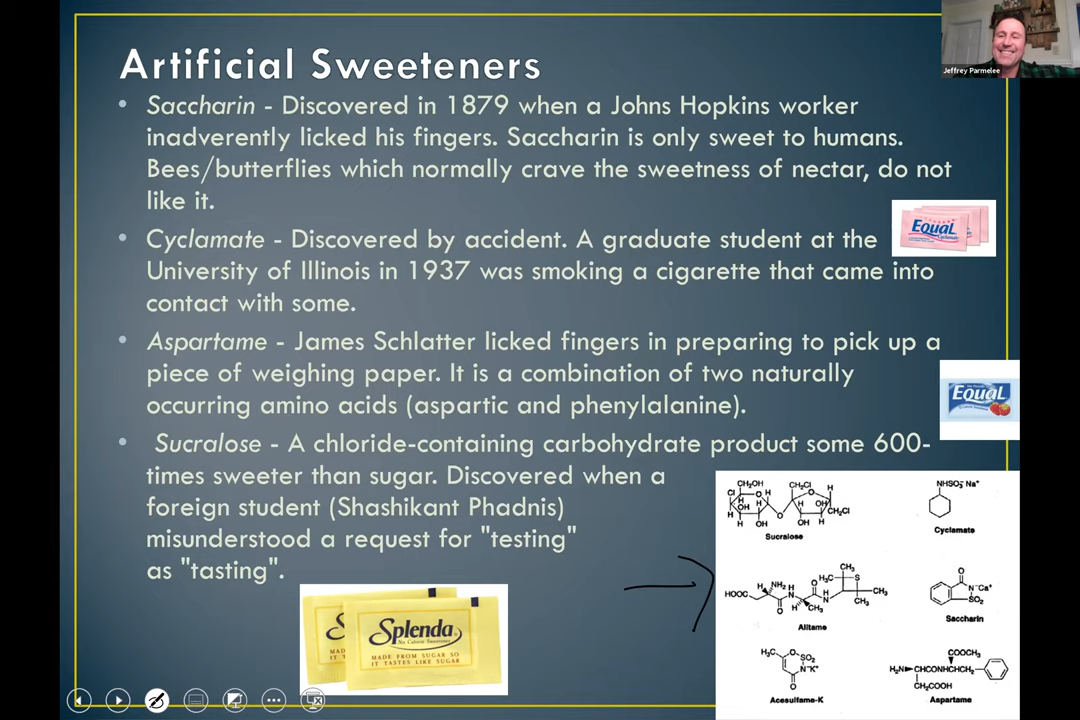 Jeffrey Parmelee
Artificial Sweeteners
• Saccharin - Discovered in 1879 when a Johns Hopkins worker
inadverently licked his fingers. Saccharin is only sweet to humans.
Bees/butterflies which normally crave the sweetness of nectar, do not
like it.
• Cyclamate - Discovered by accident. A graduate student at the
University of Illinois in 1937 was smoking a cigarette that came into
contact with some.
EQuaL
Cyclamate
• Aspartame - James Schlatter licked fingers in preparing to pick up a
piece of weighing paper. It is a combination of two naturally
occurring amino acids (aspartic and phenylalanine).
EQuaL
• Sucralose - A chloride-containing carbohydrate product some 600-
times sweeter than sugar. Discovered when a
foreign student (Shashikant Phadnis)
misunderstood a request for "testing"
as "tasting".
Splenda
No Calorie Sweetener
MADE FROM SUGAR SO
IT TASTES LIKE SUGAR
Sucralose
Cyclamate
Alitame
Saccharin
Acesulfame-K
Aspartame